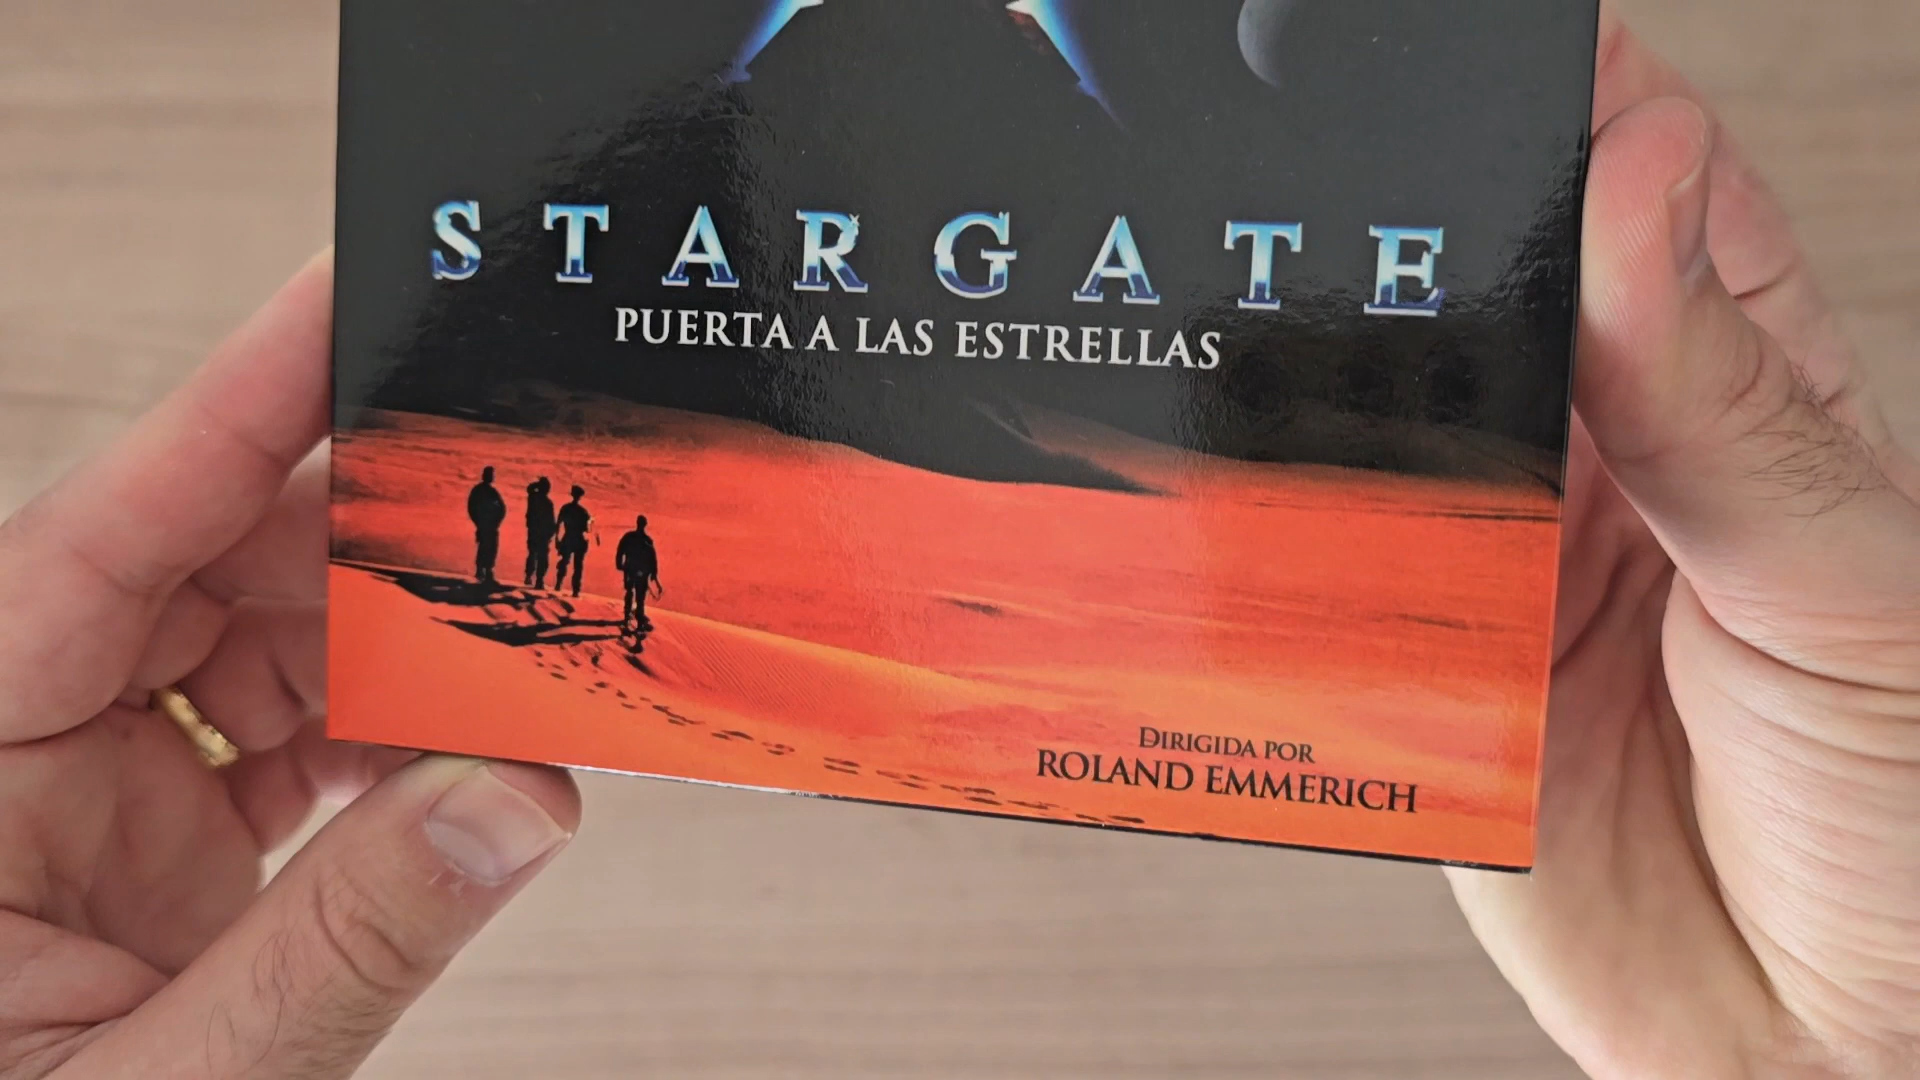 STARGATE
PUERTA A LAS ESTRELLAS
DIRIGIDA POR
ROLAND EMMERICH